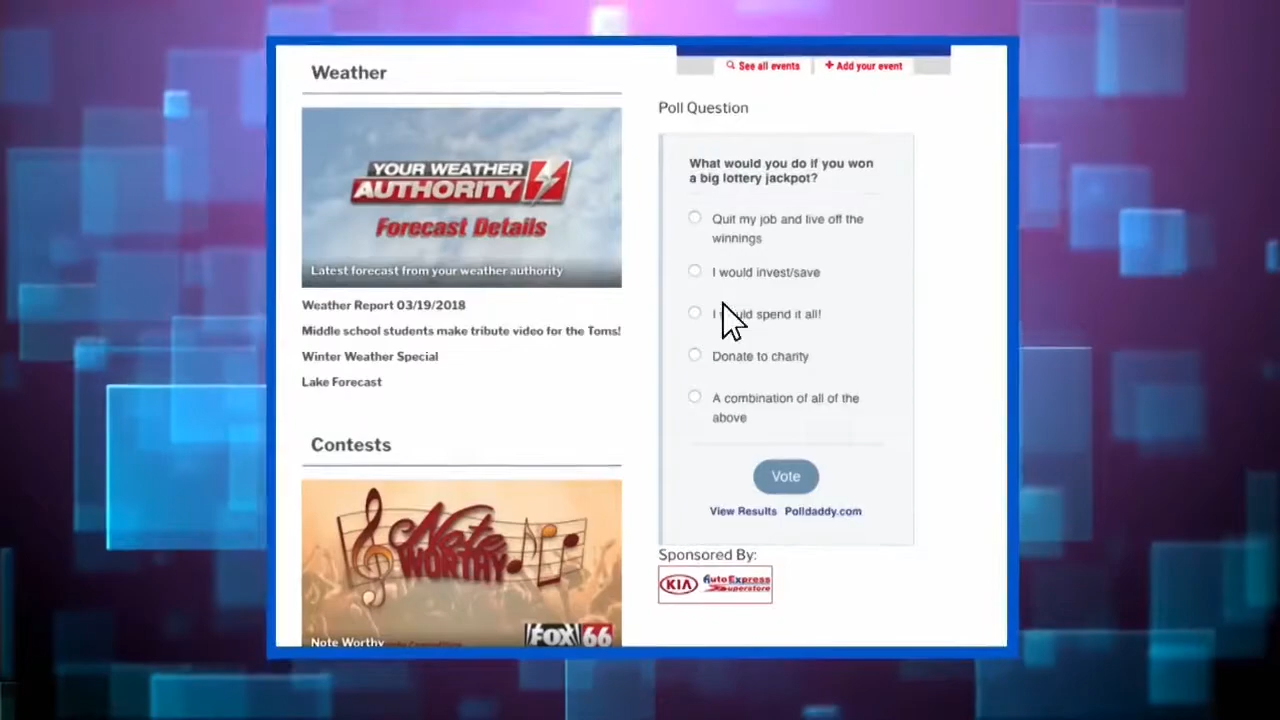 Weather
YOUR WEATHER
AUTHORITY
Forecast Details
Latest forecast from your weather authority
Weather Report 03/19/2018
Middle school students make tribute video for the Toms!
Winter Weather Special
Lake Forecast
Contests
Note
WORTHY
Note Worthy
FOX 66
See all events
Add your event
Poll Question
What would you do if you won
a big lottery jackpot?
Quit my job and live off the
winnings
I would invest/save
I would spend it all!
Donate to charity
A combination of all of the
above
Vote
View Results Polldaddy.com
Sponsored By:
KIA AutoExpress
Superstore